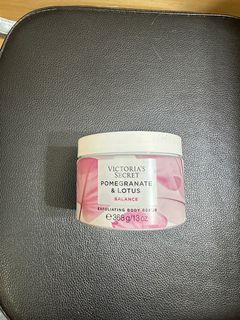 VICTORIA'S
SECRET
POMEGRANATE
& LOTUS
BALANCE
EXFOLIATING BODY SCRUB
℮ 368 g/13 oz